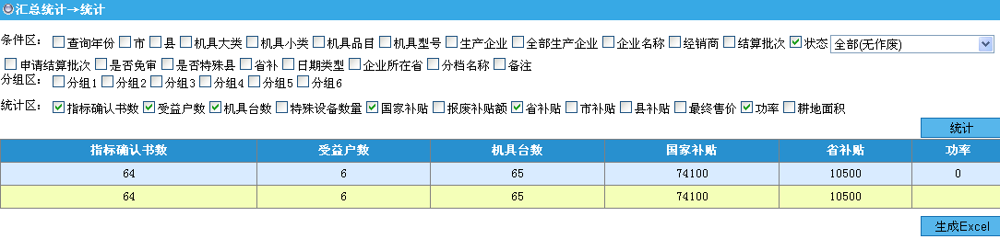 汇总统计→统计
条件区： 查询年份 市 县 机具大类 机具小类 机具品目 机具型号 生产企业 全部生产企业 企业名称 经销商 结算批次 状态 全部(无作废)
申请结算批次 是否免审 是否特殊县 省补 日期类型 企业所在省 分档名称 备注
分组区： 分组1 分组2 分组3 分组4 分组5 分组6
统计区： 指标确认书数 受益户数 机具台数 特殊设备数量 国家补贴 报废补贴额 省补贴 市补贴 县补贴 最终售价 功率 耕地面积
统计
指标确认书数 受益户数 机具台数 国家补贴 省补贴 功率
64 6 65 74100 10500 0
64 6 65 74100 10500
生成Excel